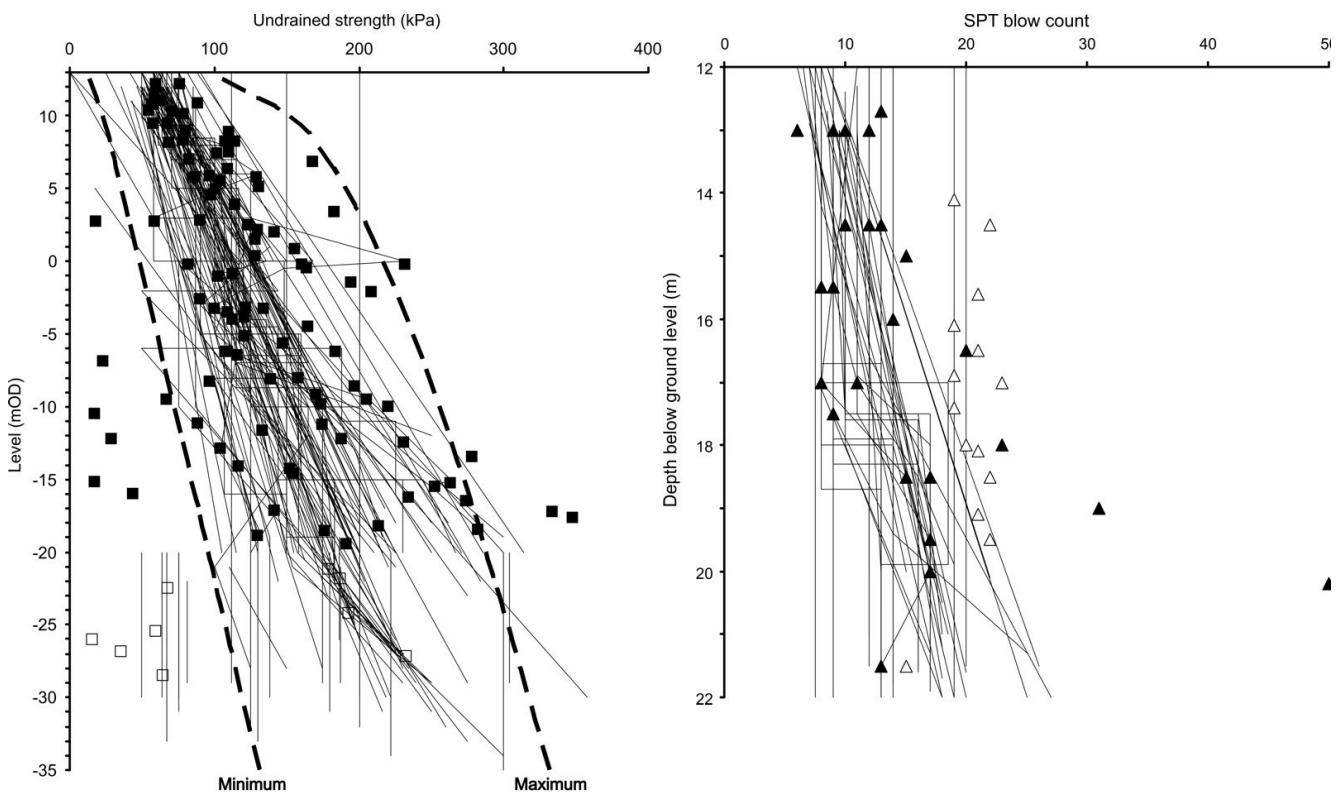 Undrained strength (kPa)
0 100 200 300 400
10
5
0
-5
-10
-15
-20
-25
-30
-35
Level (mOD)
Minimum Maximum
SPT blow count
0 10 20 30 50
40
12
14
16
18
20
22
Depth below ground level (m)